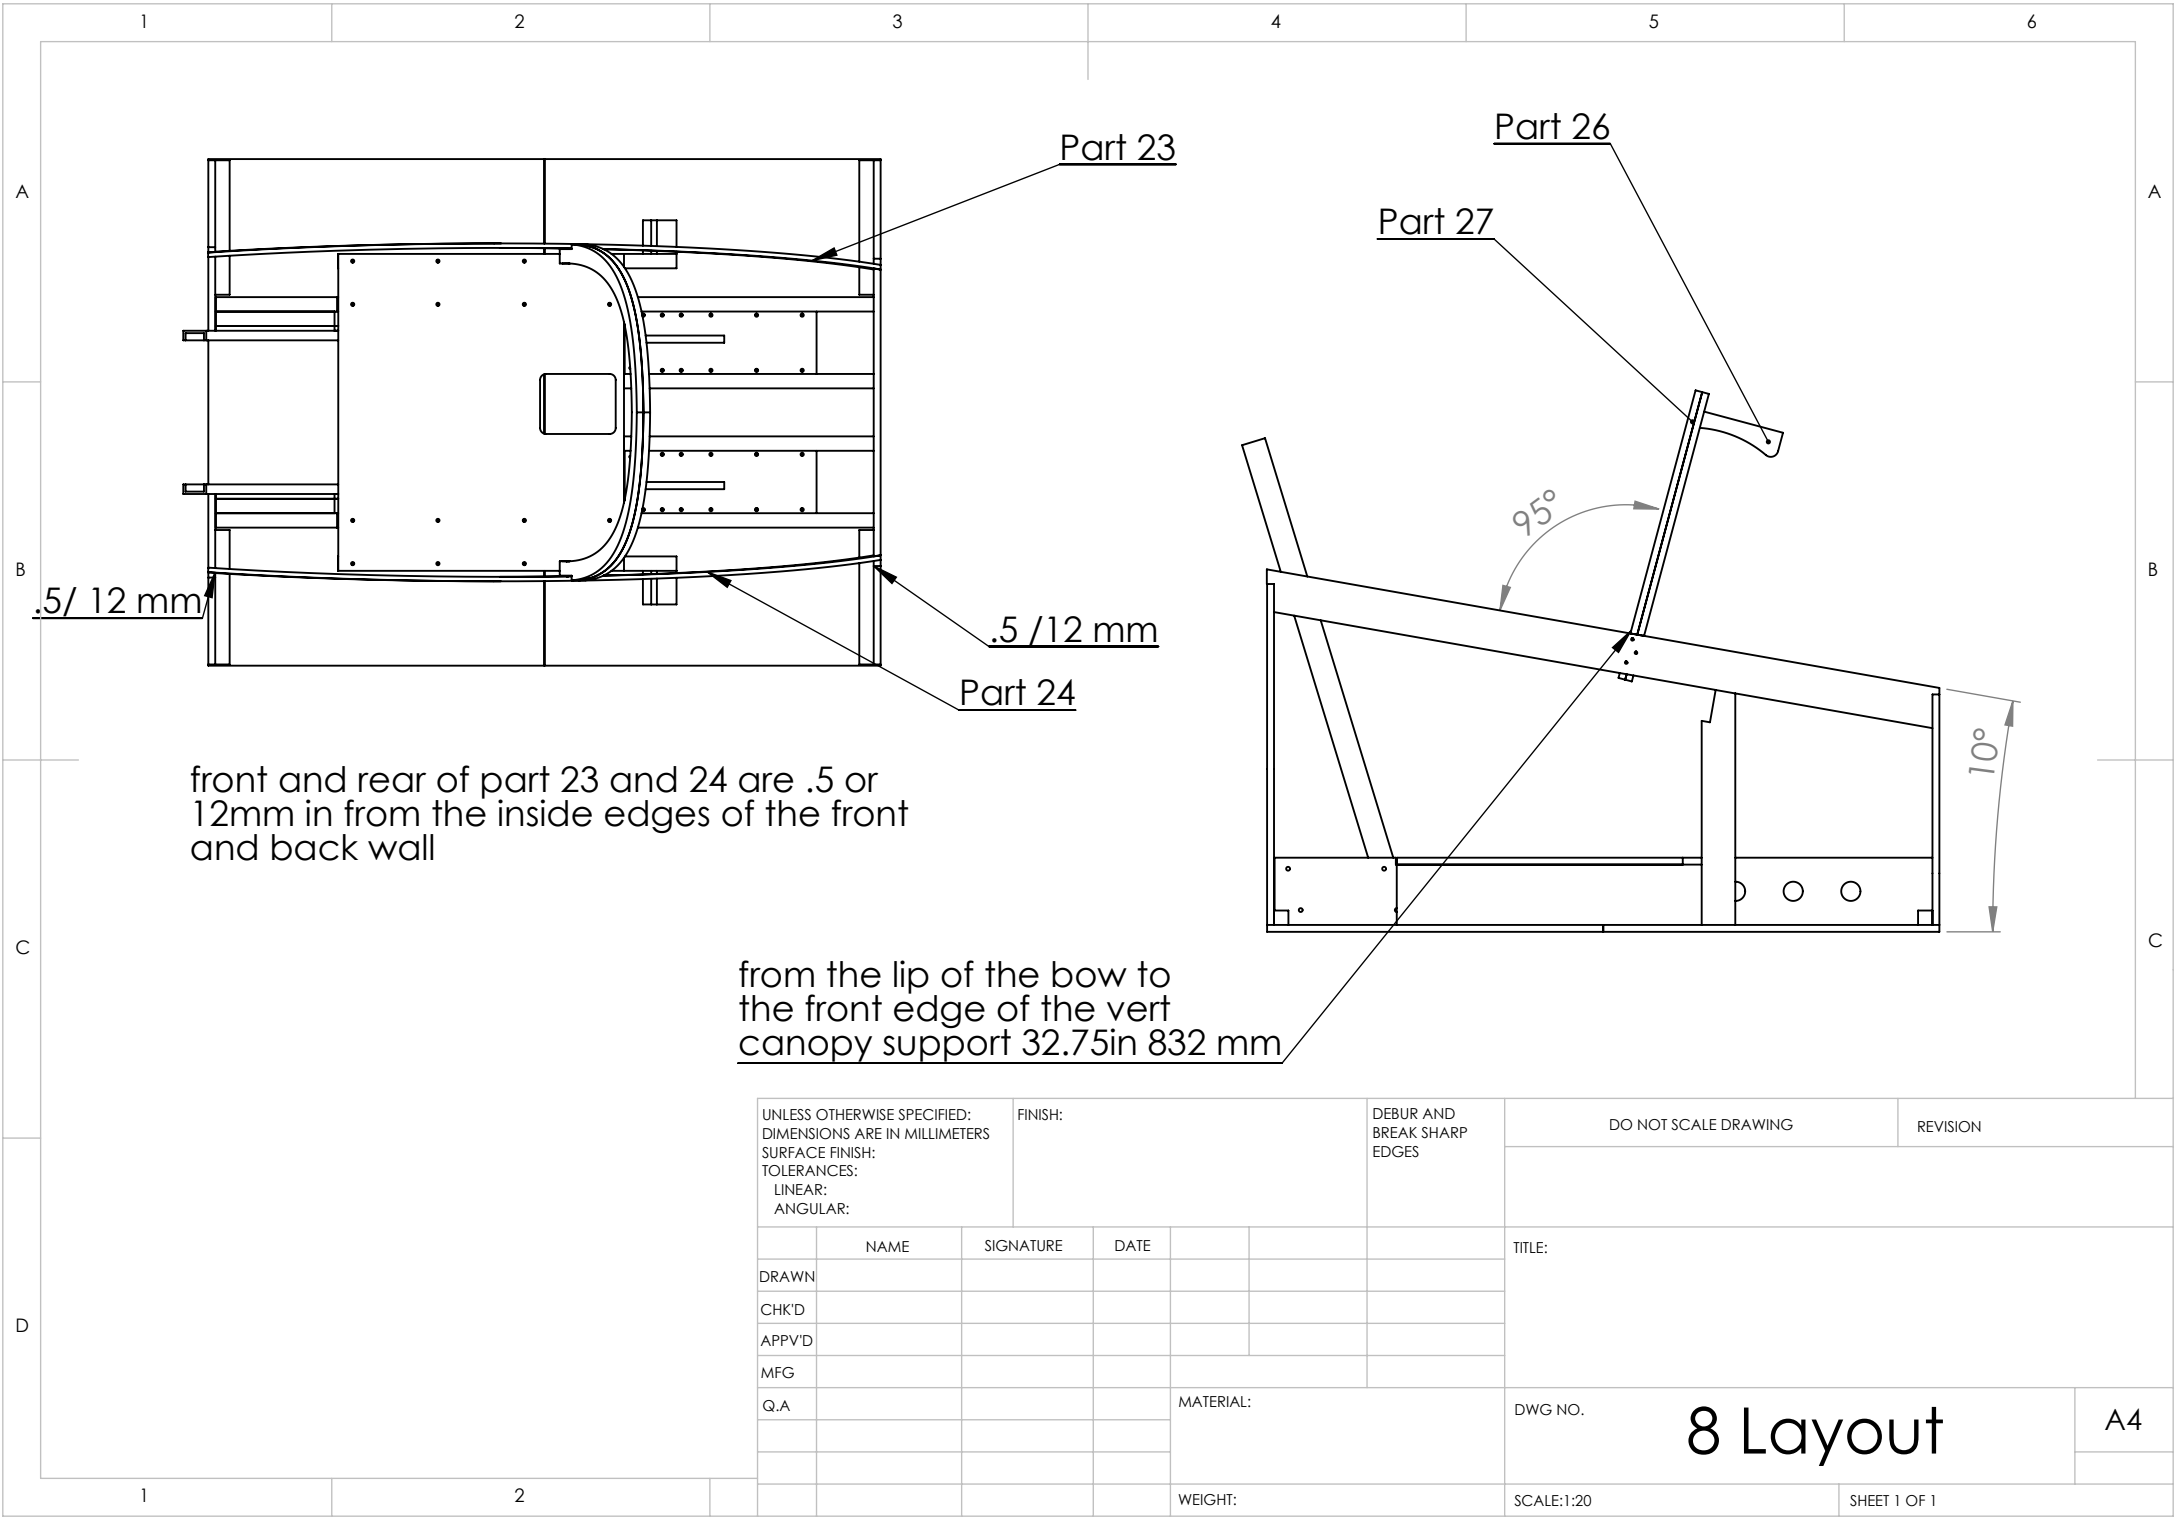 1
2
3
4
5
6
A
A
Part 23
Part 26
Part 27
95°
B
B
.5/ 12 mm
.5 /12 mm
Part 24
10°
front and rear of part 23 and 24 are .5 or
12mm in from the inside edges of the front
and back wall
C
C
from the lip of the bow to
the front edge of the vert
canopy support 32.75in 832 mm
UNLESS OTHERWISE SPECIFIED:
DIMENSIONS ARE IN MILLIMETERS
SURFACE FINISH:
TOLERANCES:
LINEAR:
ANGULAR:
FINISH:
DEBUR AND
BREAK SHARP
EDGES
DO NOT SCALE DRAWING
REVISION
NAME
SIGNATURE
DATE
DRAWN
CHK'D
APPV'D
MFG
Q.A
TITLE:
D
MATERIAL:
DWG NO.
8 Layout
A4
WEIGHT:
SCALE:1:20
SHEET 1 OF 1
1
2